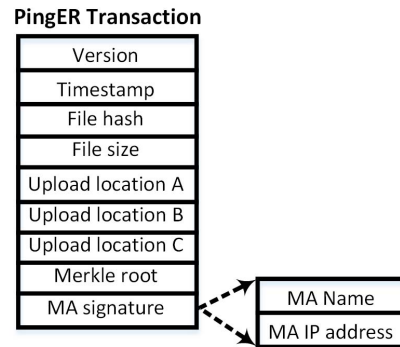 PingER Transaction
Version
Timestamp
File hash
File size
Upload location A
Upload location B
Upload location C
Merkle root
MA signature
MA Name
MA IP address